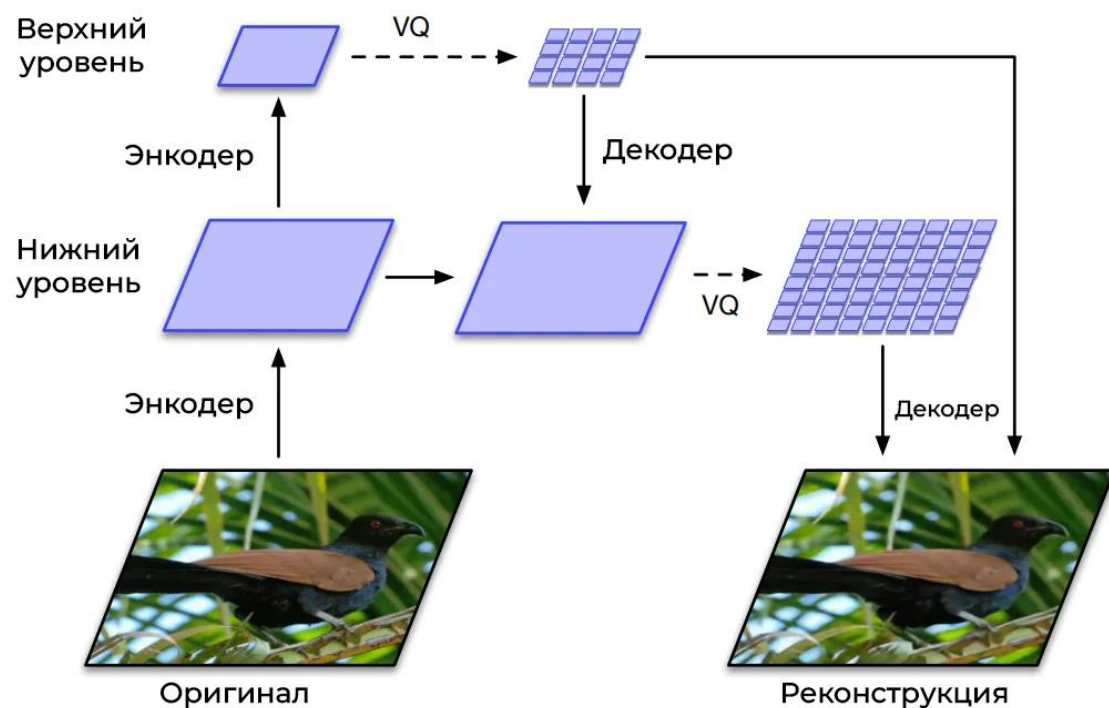 Верхний
уровень
VQ
Энкодер
Декодер
Нижний
уровень
VQ
Энкодер
Декодер
Оригинал
Реконструкция